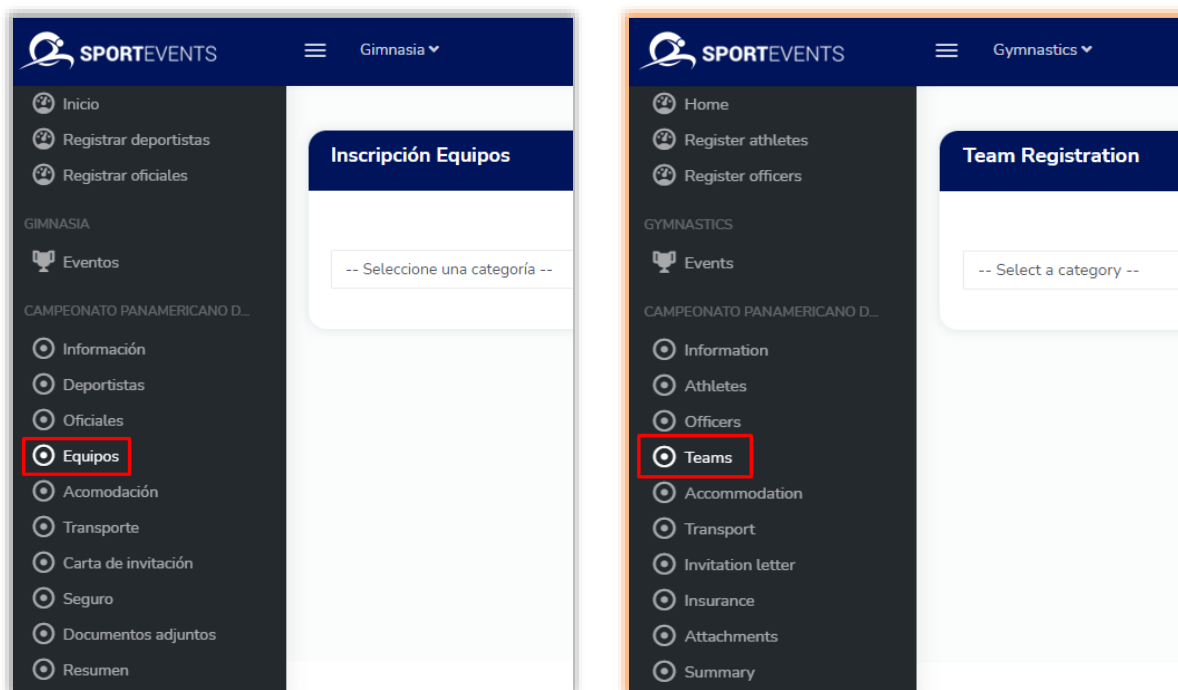 SPORTEVENTS
Gimnasia
Inicio
Registrar deportistas
Registrar oficiales
GIMNASIA
Eventos
CAMPEONATO PANAMERICANO D...
Información
Deportistas
Oficiales
Equipos
Acomodación
Transporte
Carta de invitación
Seguro
Documentos adjuntos
Resumen
Inscripción Equipos
-- Seleccione una categoría --
SPORTEVENTS
Gymnastics
Home
Register athletes
Register officers
GYMNASTICS
Events
CAMPEONATO PANAMERICANO D...
Information
Athletes
Officers
Teams
Accommodation
Transport
Invitation letter
Insurance
Attachments
Summary
Team Registration
-- Select a category --